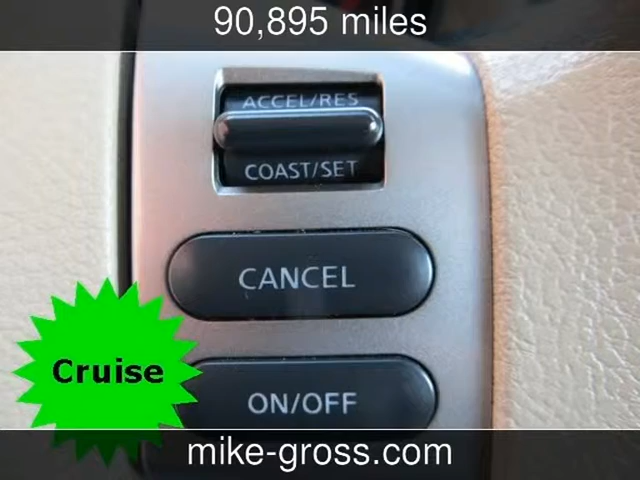 90,895 miles
ACCEL/RES
COAST/SET
CANCEL
Cruise
ON/OFF
mike-gross.com